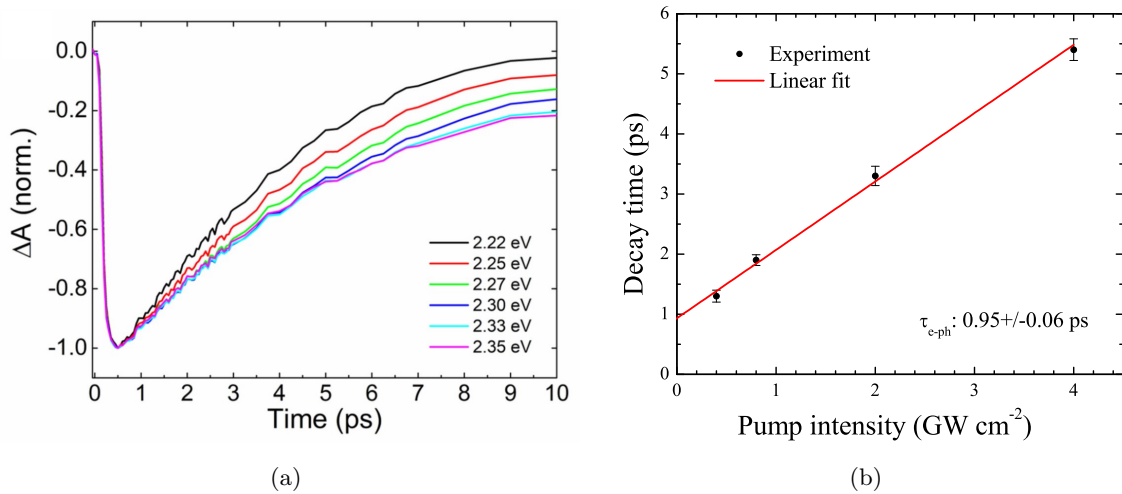 0.0
-0.2
-0.4
-0.6
-0.8
-1.0
ΔA (norm.)
2.22 eV
2.25 eV
2.27 eV
2.30 eV
2.33 eV
2.35 eV
0 1 2 3 4 5 6 7 8 9 10
Time (ps)
(a)
6
5
4
3
2
1
0
Decay time (ps)
Experiment
Linear fit
τe-ph: 0.95+/-0.06 ps
0 1 2 3 4
Pump intensity (GW cm-2)
(b)